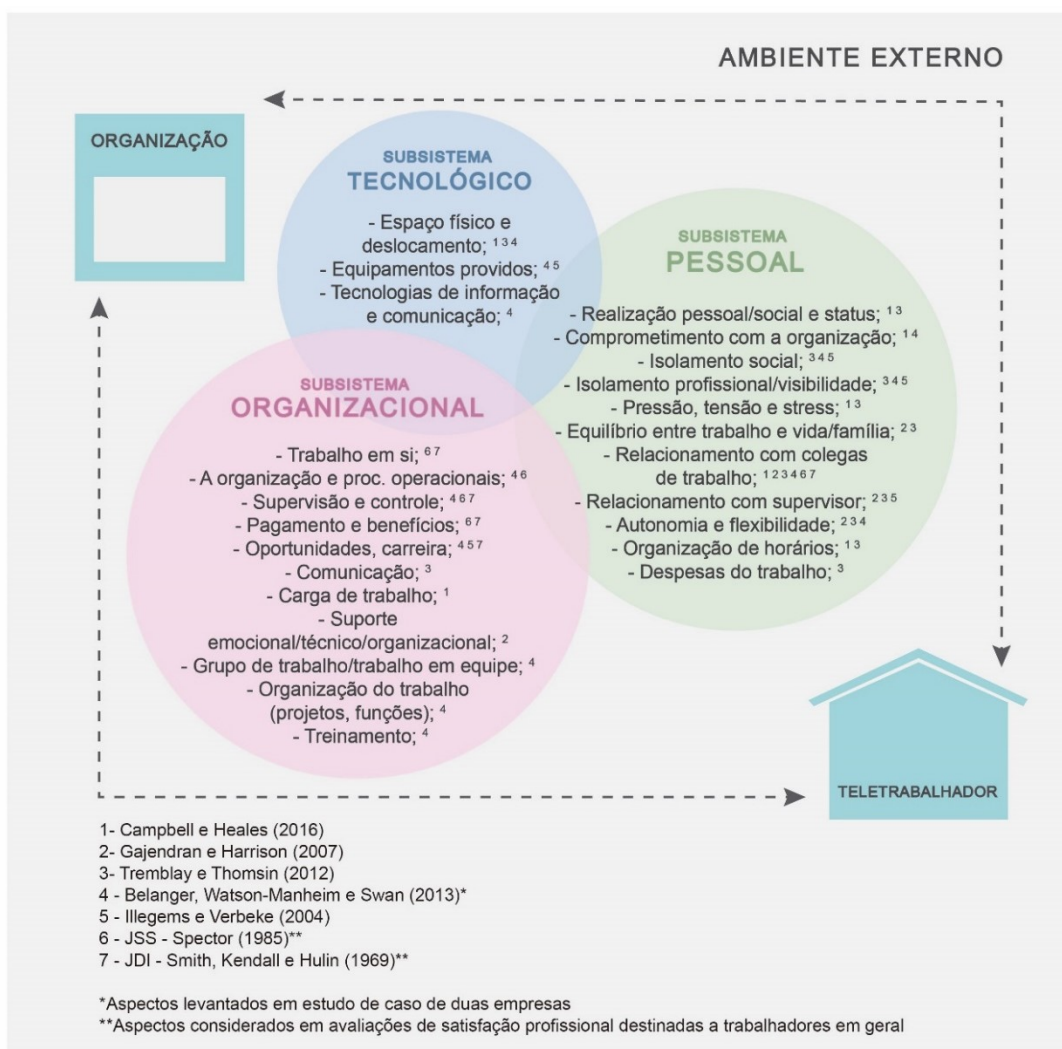 AMBIENTE EXTERNO
ORGANIZAÇÃO
SUBSISTEMA
TECNOLÓGICO
- Espaço físico e
deslocamento; ¹ ³ ⁴
- Equipamentos providos; ⁴ ⁵
- Tecnologias de informação
e comunicação; ⁴
SUBSISTEMA
PESSOAL
- Realização pessoal/social e status; ¹ ³
- Comprometimento com a organização; ¹ ⁴
- Isolamento social; ³ ⁴ ⁵
- Isolamento profissional/visibilidade; ³ ⁴ ⁵
- Pressão, tensão e stress; ¹ ³
- Equilíbrio entre trabalho e vida/família; ² ³
- Relacionamento com colegas
de trabalho; ¹ ² ³ ⁴ ⁶ ⁷
- Relacionamento com supervisor; ² ³ ⁵
- Autonomia e flexibilidade; ² ³ ⁴
- Organização de horários; ¹ ³
- Despesas do trabalho; ³
SUBSISTEMA
ORGANIZACIONAL
- Trabalho em si; ⁶ ⁷
- A organização e proc. operacionais; ⁴ ⁶
- Supervisão e controle; ⁴ ⁶ ⁷
- Pagamento e benefícios; ⁶ ⁷
- Oportunidades, carreira; ⁴ ⁵ ⁷
- Comunicação; ³
- Carga de trabalho; ¹
- Suporte
emocional/técnico/organizacional; ²
- Grupo de trabalho/trabalho em equipe; ⁴
- Organização do trabalho
(projetos, funções); ⁴
- Treinamento; ⁴
TELETRABALHADOR
1- Campbell e Heales (2016)
2- Gajendran e Harrison (2007)
3- Tremblay e Thomsin (2012)
4 - Belanger, Watson-Manheim e Swan (2013)*
5 - Illegems e Verbeke (2004)
6 - JSS - Spector (1985)**
7 - JDI - Smith, Kendall e Hulin (1969)**
*Aspectos levantados em estudo de caso de duas empresas
**Aspectos considerados em avaliações de satisfação profissional destinadas a trabalhadores em geral